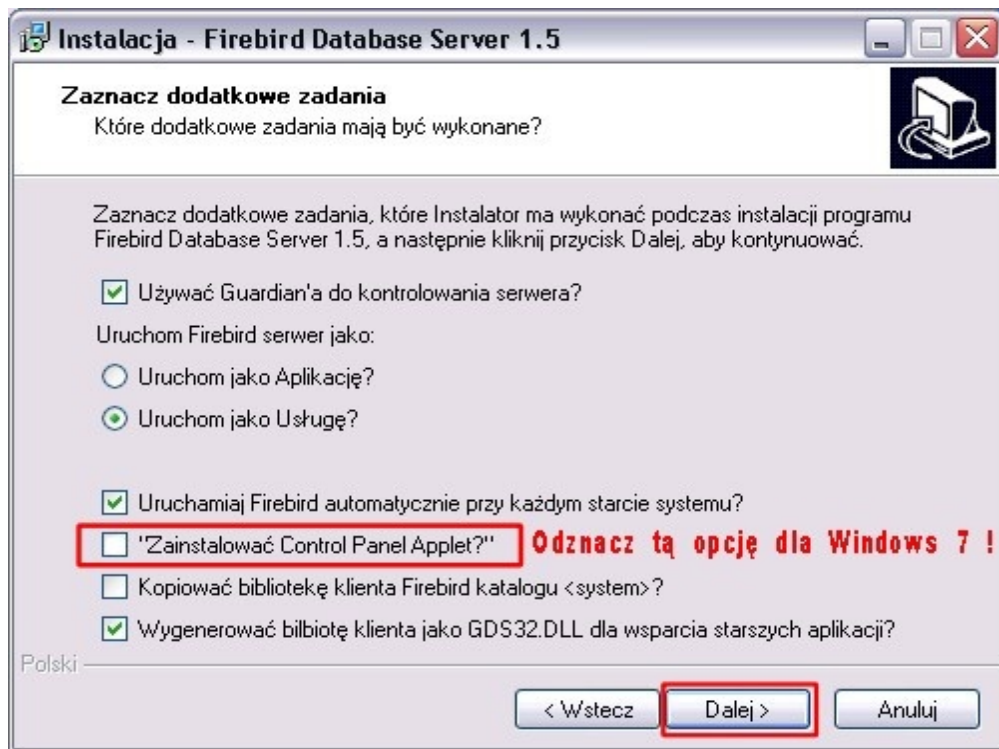 Instalacja - Firebird Database Server 1.5
Zaznacz dodatkowe zadania
Które dodatkowe zadania mają być wykonane?
Zaznacz dodatkowe zadania, które Instalator ma wykonać podczas instalacji programu
Firebird Database Server 1.5, a następnie kliknij przycisk Dalej, aby kontynuować.
Używać Guardian'a do kontrolowania serwera?
Uruchom Firebird serwer jako:
Uruchom jako Aplikację?
Uruchom jako Usługę?
Uruchamiaj Firebird automatycznie przy każdym starcie systemu?
"Zainstalować Control Panel Applet?" Odznacz tą opcję dla Windows 7 !
Kopiować bibliotekę klienta Firebird katalogu <system>?
Wygenerować bilbiotę klienta jako GDS32.DLL dla wsparcia starszych aplikacji?
Polski
< Wstecz Dalej > Anuluj